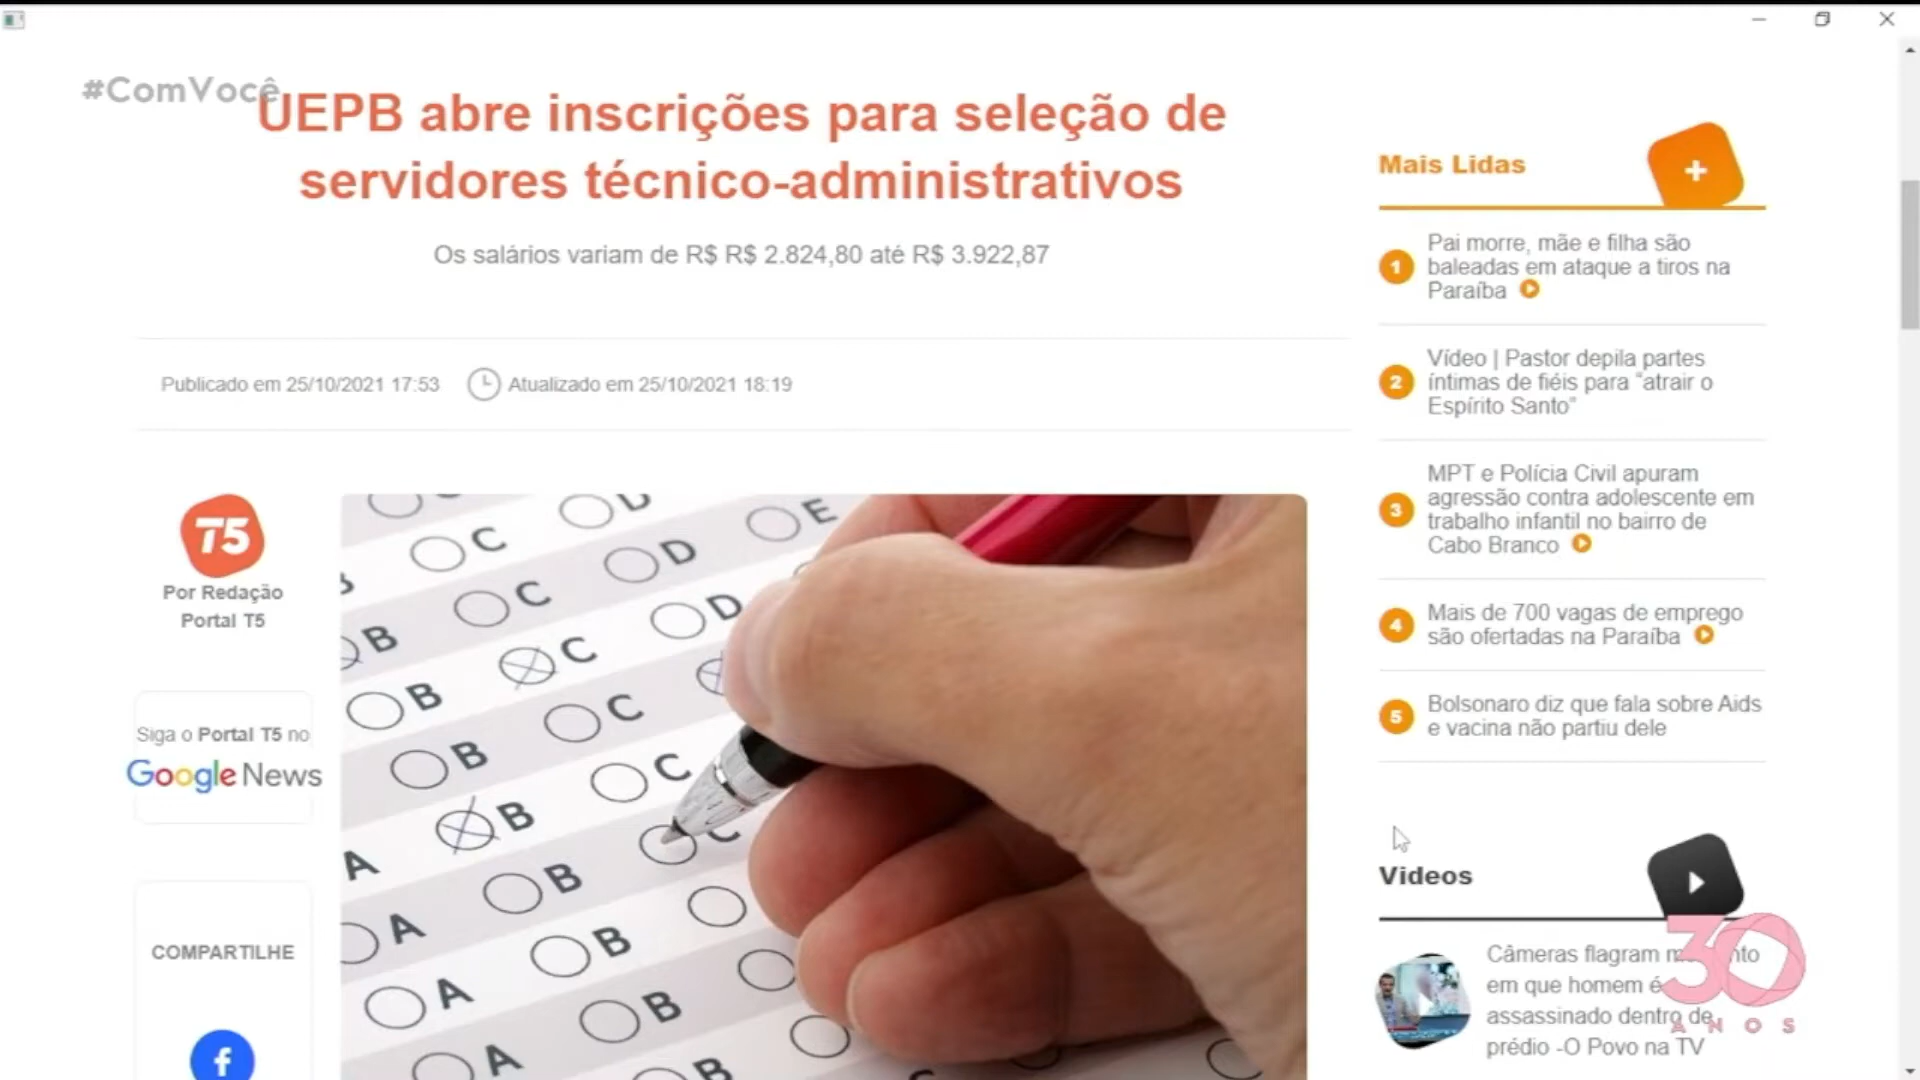 #ComVocê
UEPB abre inscrições para seleção de
servidores técnico-administrativos
Os salários variam de R$ R$ 2.824,80 até R$ 3.922,87
Publicado em 25/10/2021 17:53
Atualizado em 25/10/2021 18:19
T5
Por Redação
Portal T5
Siga o Portal T5 no
Google News
COMPARTILHE
f
D
C
E
B
C
D
B
C
D
B
C
B
C
B
C
A
B
C
A
B
A
B
A
B
Mais Lidas
+
1
Pai morre, mãe e filha são
baleadas em ataque a tiros na
Paraíba
2
Vídeo | Pastor depila partes
íntimas de fiéis para “atrair o
Espírito Santo”
3
MPT e Polícia Civil apuram
agressão contra adolescente em
trabalho infantil no bairro de
Cabo Branco
4
Mais de 700 vagas de emprego
são ofertadas na Paraíba
5
Bolsonaro diz que fala sobre Aids
e vacina não partiu dele
Videos
Câmeras flagram
em que homem é
assassinado dentro de
prédio -O Povo na TV
30
ANOS